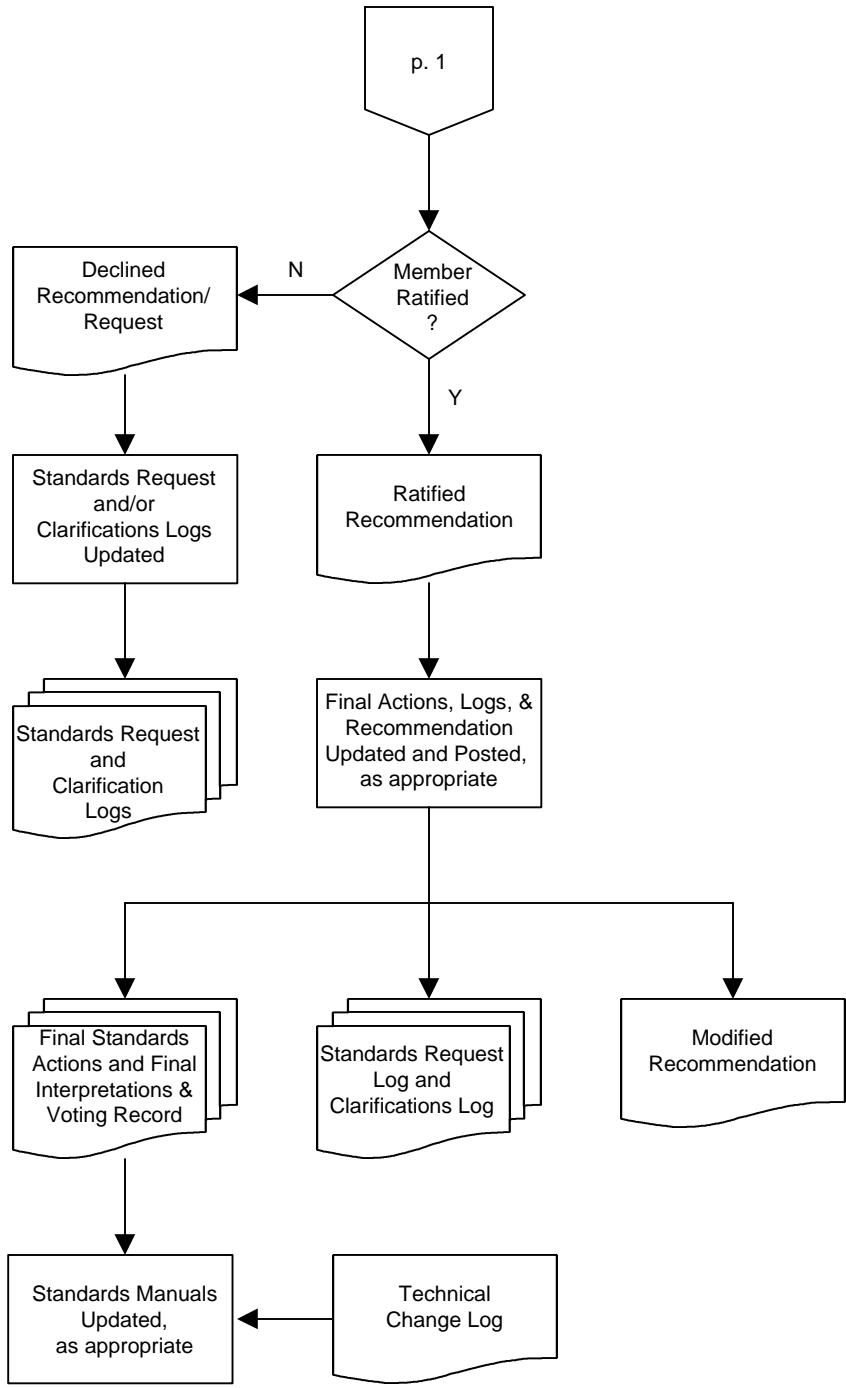 p. 1
Member
Ratified
?
N
Y
Declined
Recommendation/
Request
Standards Request
and/or
Clarifications Logs
Updated
Ratified
Recommendation
Standards Request
and
Clarification
Logs
Final Actions, Logs, &
Recommendation
Updated and Posted,
as appropriate
Final Standards
Actions and Final
Interpretations &
Voting Record
Standards Request
Log and
Clarifications Log
Modified
Recommendation
Standards Manuals
Updated,
as appropriate
Technical
Change Log